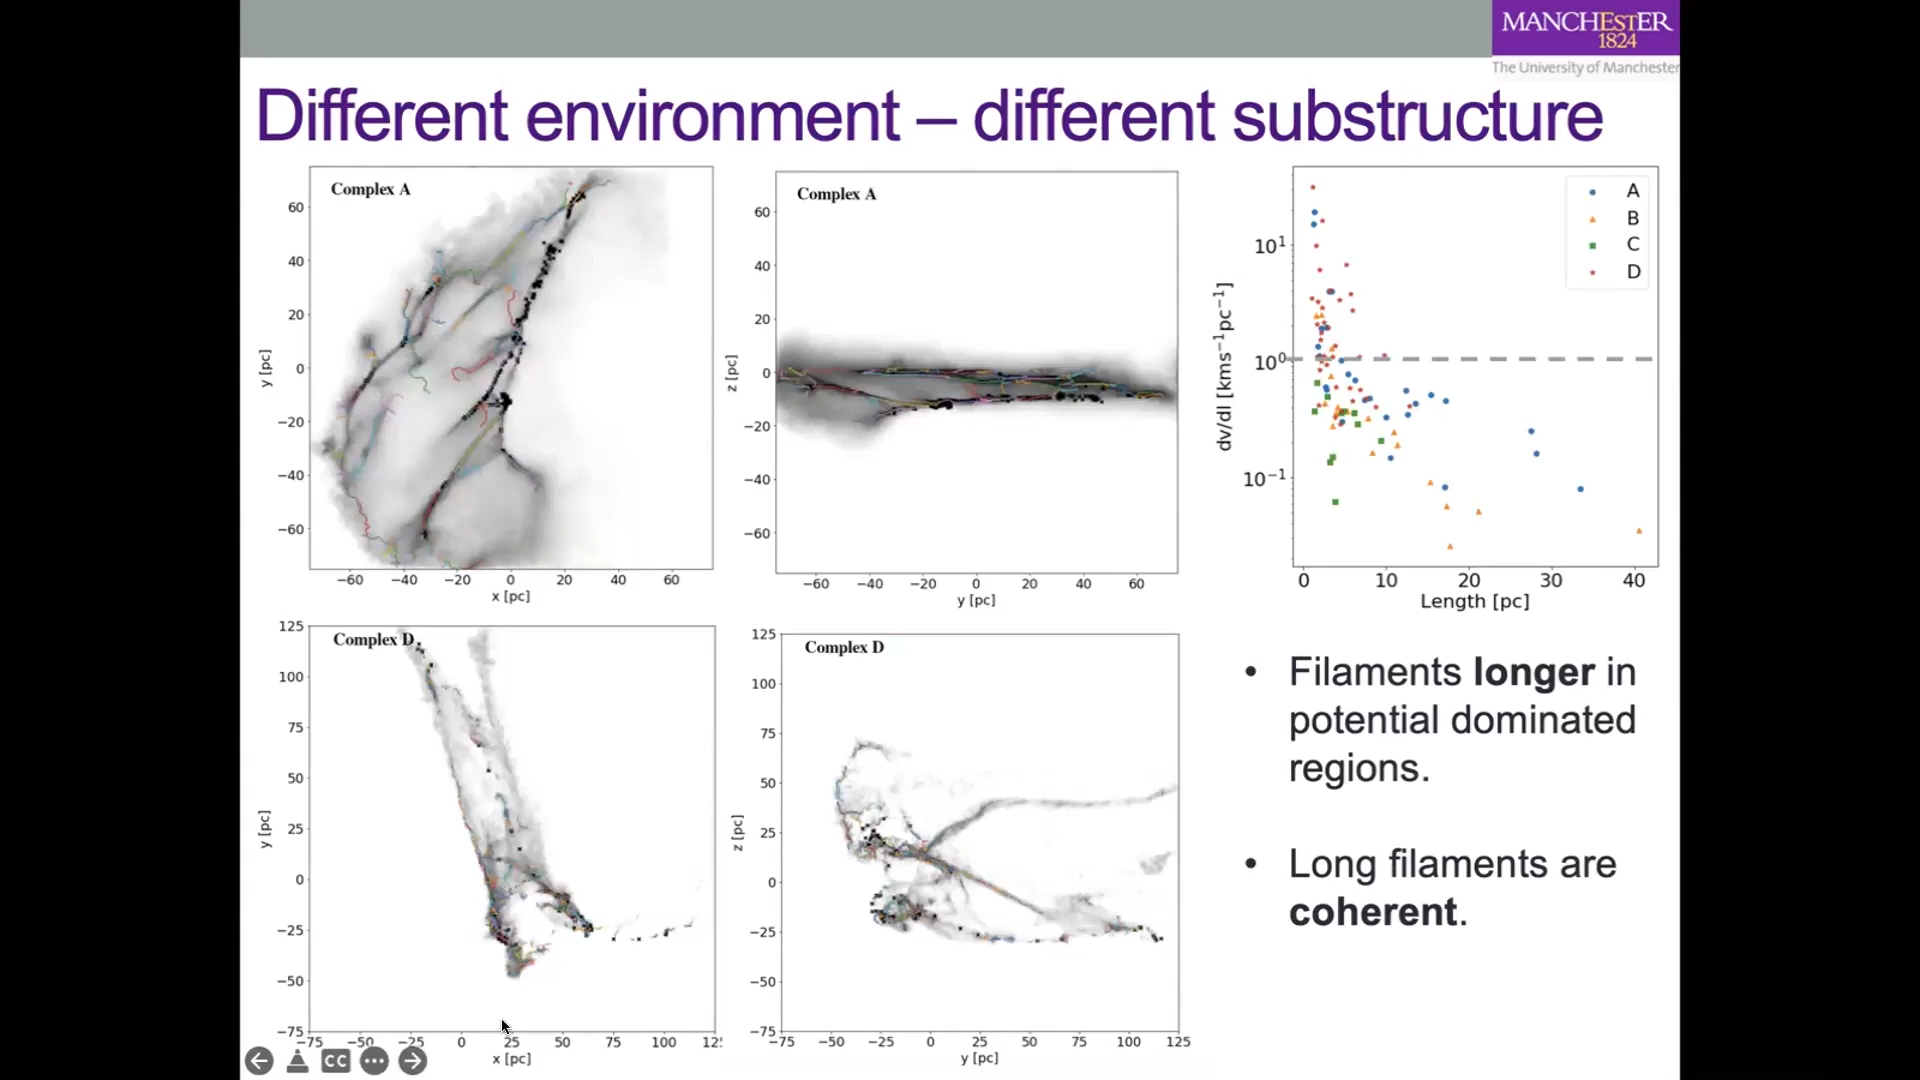 MANCHESTER
1824
The University of Manchester
Different environment – different substructure
Complex A
60
40
20
0
−20
−40
−60
y [pc]
−60 −40 −20 0 20 40 60
x [pc]
Complex A
60
40
20
0
−20
−40
−60
z [pc]
−60 −40 −20 0 20 40 60
y [pc]
A
B
C
D
10¹
10⁰
10⁻¹
dv/dl [kms⁻¹pc⁻¹]
0 10 20 30 40
Length [pc]
Complex D
125
100
75
50
25
0
−25
−50
−75
y [pc]
−75 −50 −25 0 25 50 75 100 12
x [pc]
Complex D
125
100
75
50
25
0
−25
−50
−75
z [pc]
−75 −50 −25 0 25 50 75 100 125
y [pc]
• Filaments longer in
potential dominated
regions.
• Long filaments are
coherent.
CC